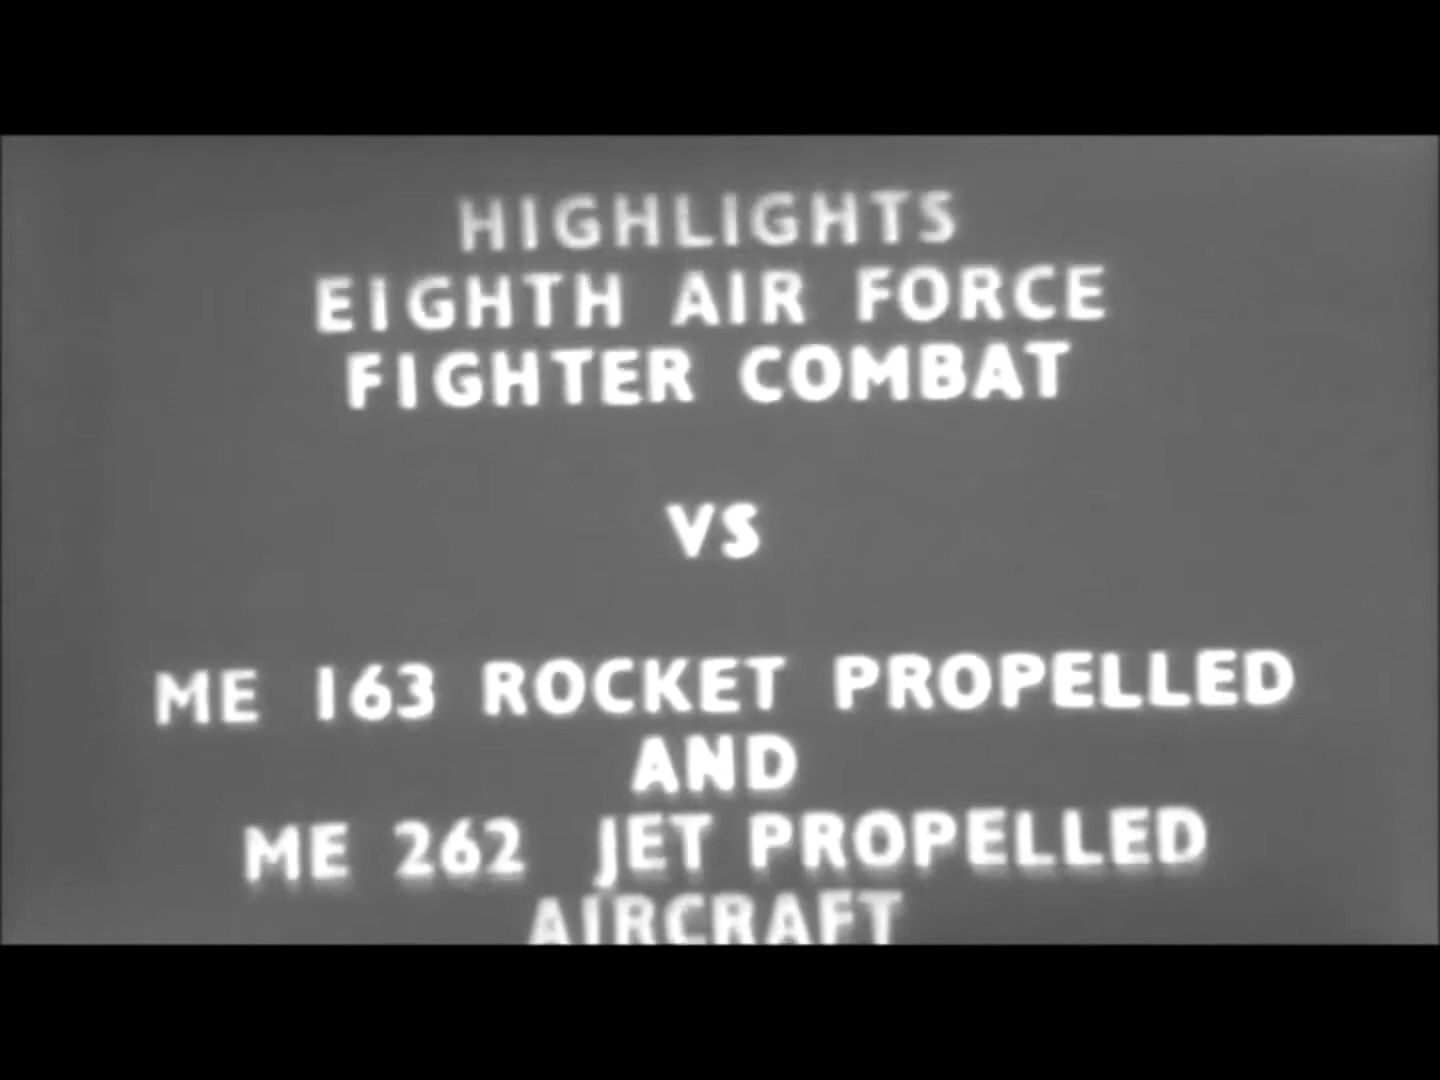 HIGHLIGHTS
EIGHTH AIR FORCE
FIGHTER COMBAT
VS
ME 163 ROCKET PROPELLED
AND
ME 262 JET PROPELLED
AIRCRAFT